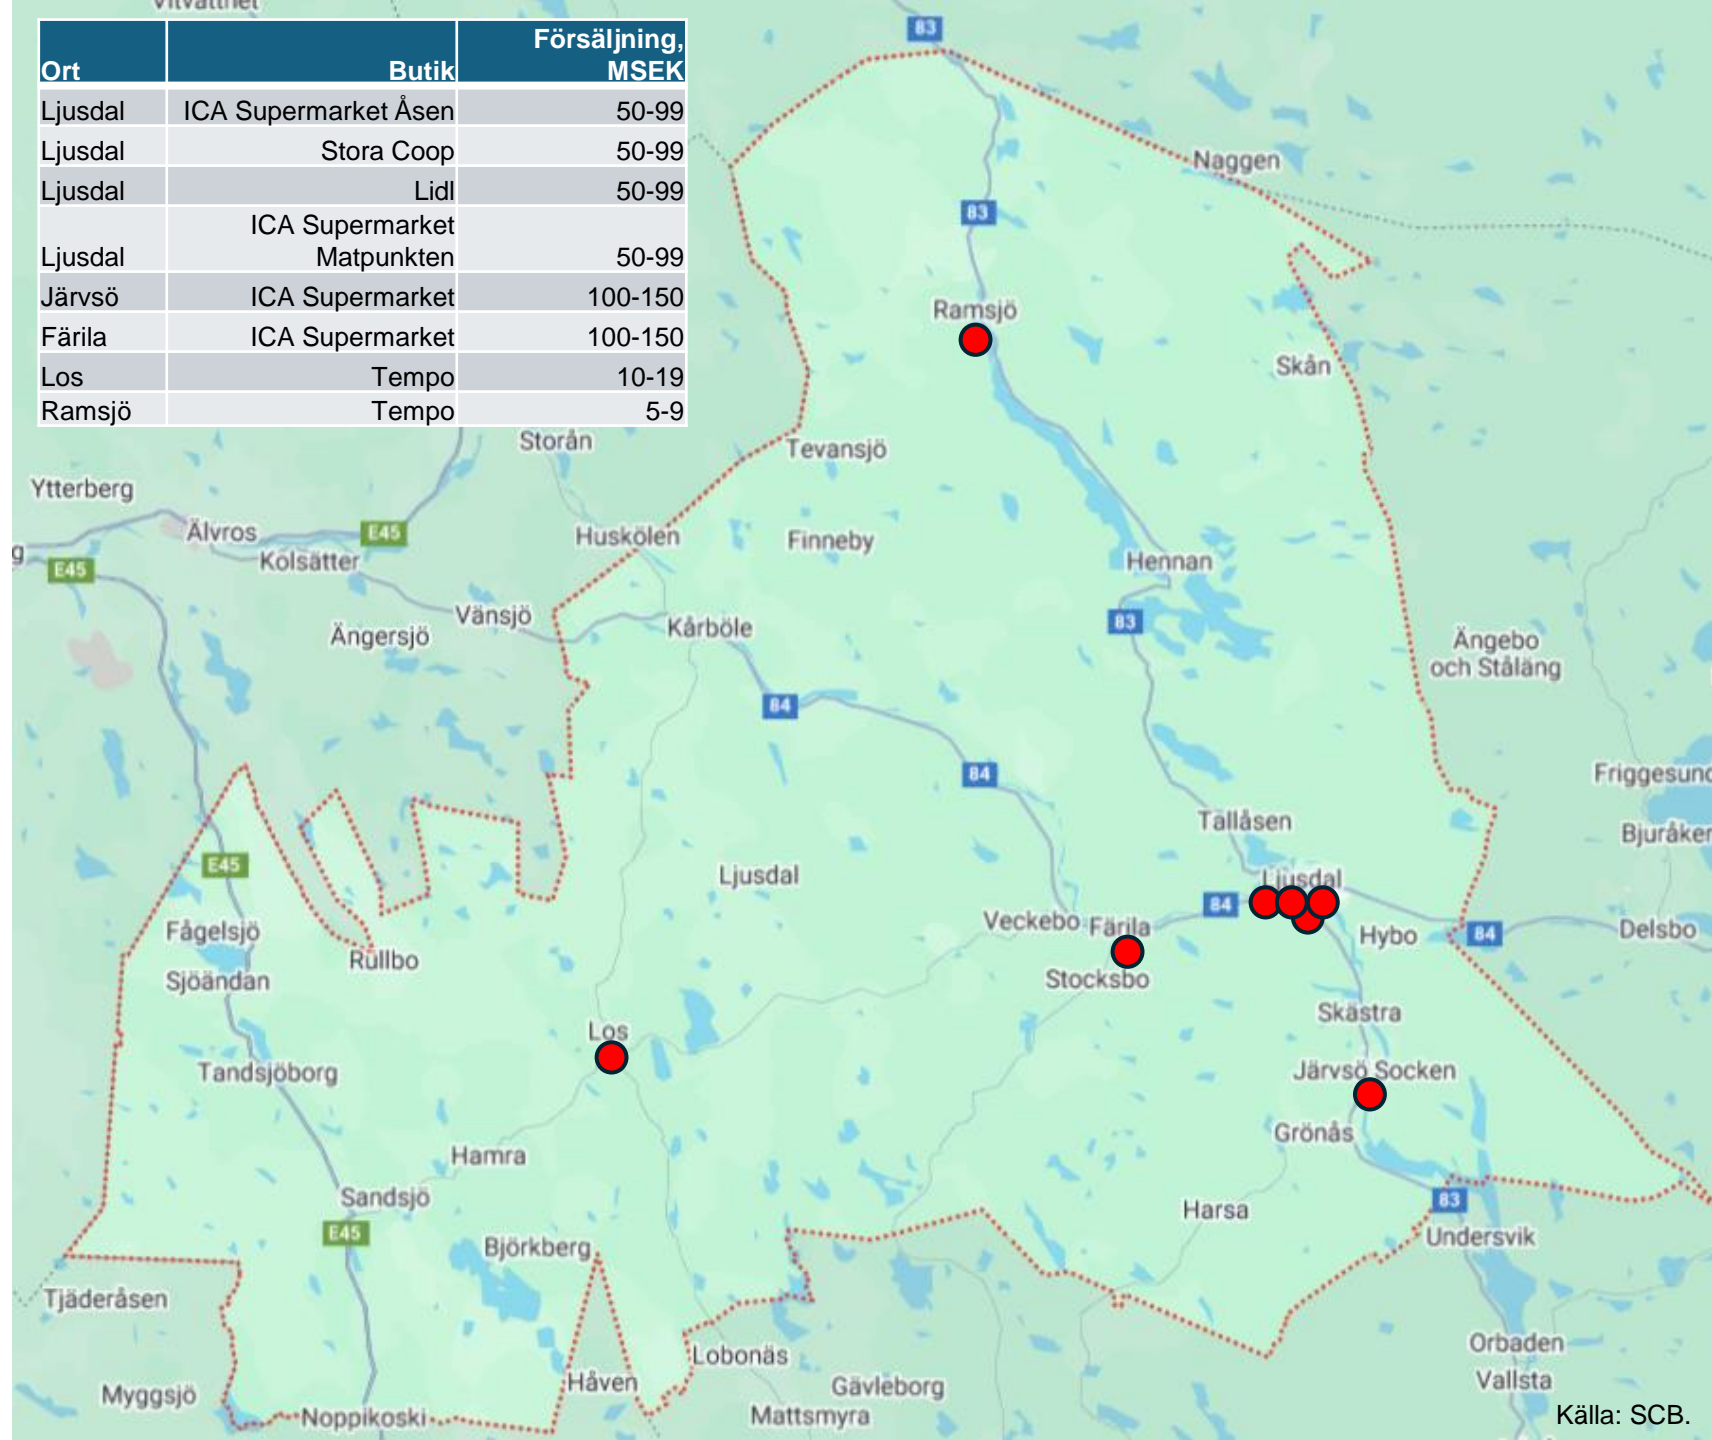 Ort Butik Försäljning, MSEK
Ljusdal ICA Supermarket Åsen 50-99
Ljusdal Stora Coop 50-99
Ljusdal Lidl 50-99
Ljusdal ICA Supermarket Matpunkten 50-99
Järvsö ICA Supermarket 100-150
Färila ICA Supermarket 100-150
Los Tempo 10-19
Ramsjö Tempo 5-9
83
Naggen
83
Ramsjö
Skån
Storån
Tevansjö
Ytterberg
Älvros
E45
Huskölen
Finneby
g
Kölsätter
Hennan
E45
Vänsjö
Kårböle
83
Ängersjö
Ängebo
och Ståläng
84
84
Friggesund
Tallåsen
Bjuråker
E45
Ljusdal
Ljusdal
84
Veckebo
Färila
Fågelsjö
Hybo
84
Delsbo
Rullbo
Sjöändan
Stocksbo
Skästra
Los
Tandsjöborg
Järvsö Socken
Grönås
Hamra
Sandsjö
83
Harsa
E45
Björkberg
Undersvik
Tjäderåsen
Orbaden
Lobonäs
Håven
Gävleborg
Vallsta
Myggsjö
Noppikoski
Mattsmyra
Källa: SCB.